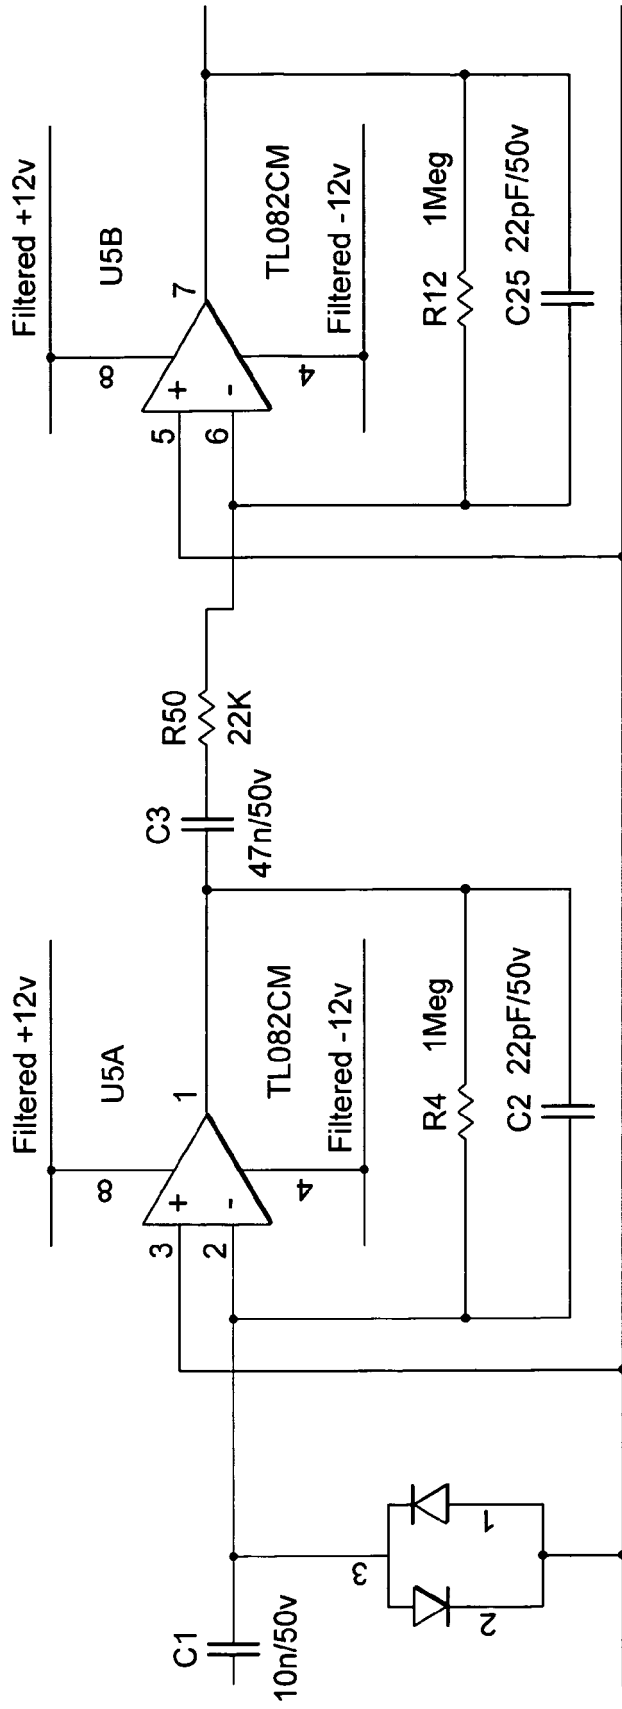 C1
10n/50v
3
2
1
Filtered +12v
U5A
8
3
+
2
-
1
4
TL082CM
Filtered -12v
R4 1Meg
C2 22pF/50v
C3
47n/50v
R50
22K
Filtered +12v
U5B
8
5
+
6
-
7
4
TL082CM
Filtered -12v
R12 1Meg
C25 22pF/50v